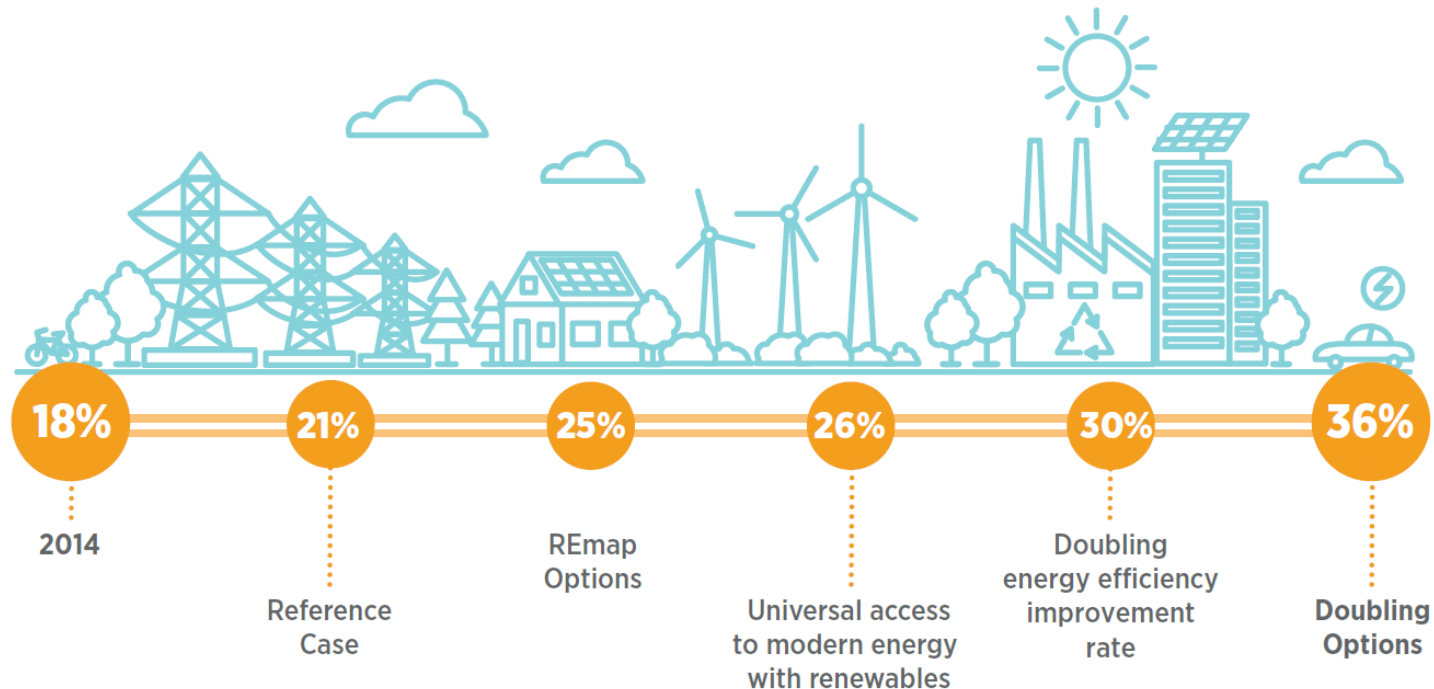 18%
21%
25%
26%
30%
36%
2014
Reference
Case
REmap
Options
Universal access
to modern energy
with renewables
Doubling
energy efficiency
improvement
rate
Doubling
Options